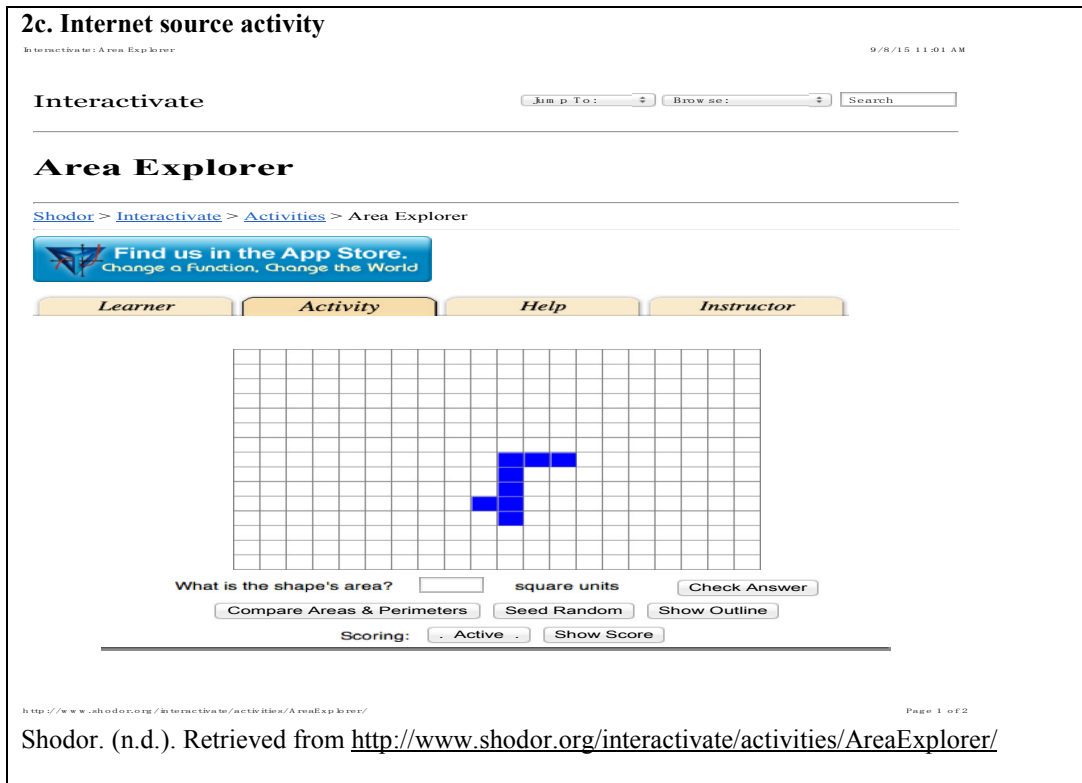 2c. Internet source activity
Interactivate: Area Explorer 9/8/15 11:01 AM
Interactivate Jump To: Browse: Search
Area Explorer
Shodor > Interactivate > Activities > Area Explorer
Find us in the App Store.
Change a Function, Change the World
Learner Activity Help Instructor
What is the shape's area? square units Check Answer
Compare Areas & Perimeters Seed Random Show Outline
Scoring: . Active . Show Score
http://www.shodor.org/interactivate/activities/AreaExplorer/ Page 1 of 2
Shodor. (n.d.). Retrieved from http://www.shodor.org/interactivate/activities/AreaExplorer/